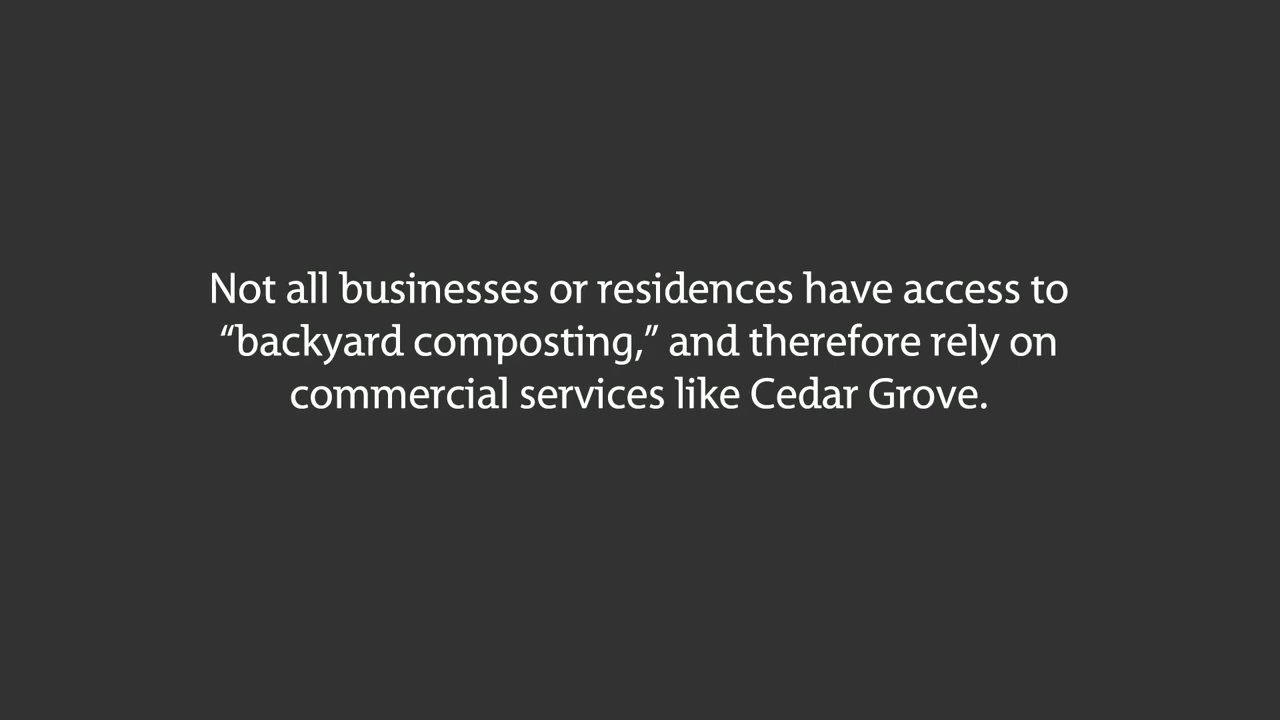 Not all businesses or residences have access to
“backyard composting,” and therefore rely on
commercial services like Cedar Grove.